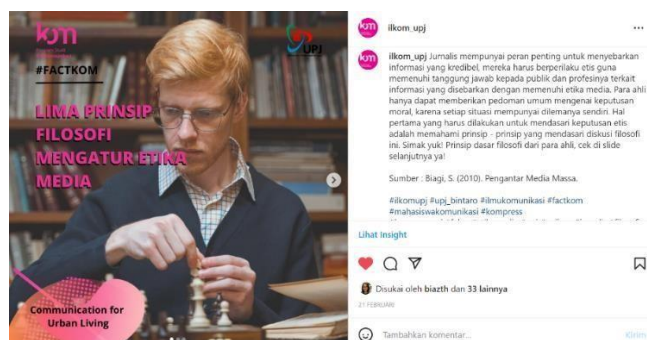 kom
UPJ
#FACTKOM
LIMA PRINSIP
FILOSOFI
MENGATUR ETIKA
MEDIA
Communication for
Urban Living
ilkom_upj
ilkom_upj Jurnalis mempunyai peran penting untuk menyebarkan
informasi yang kredibel, mereka harus berperilaku etis guna
memenuhi tanggung jawab kepada publik dan profesinya terkait
informasi yang disebarkan dengan memenuhi etika media. Para ahli
hanya dapat memberikan pedoman umum mengenai keputusan
moral, karena setiap situasi mempunyai dilemanya sendiri. Hal
pertama yang harus dilakukan untuk mendasari keputusan etis
adalah memahami prinsip - prinsip yang mendasari diskusi filosofi
ini. Simak yuk! Prinsip dasar filosofi dari para ahli, cek di slide
selanjutnya ya!
Sumber : Biagi, S. (2010). Pengantar Media Massa.
#ilkomupj #upj_bintaro #ilmukomunikasi #factkom
#mahasiswakomunikasi #kompress
Lihat Insight
Disukai oleh biazth dan 33 lainnya
21 FEBRUARI
Tambahkan komentar...
Kirim